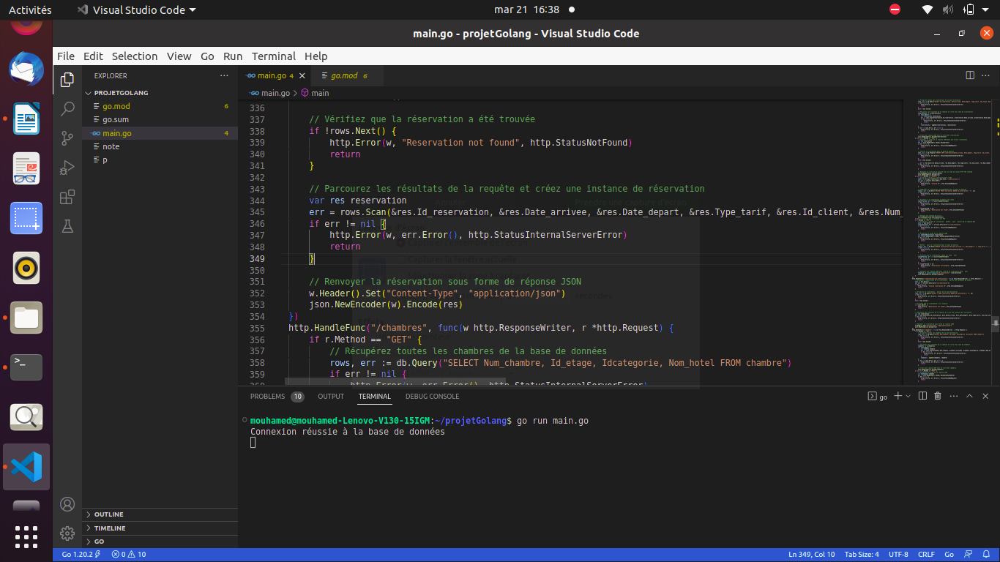 Activités
Visual Studio Code
mar 21 16:38
main.go - projetGolang - Visual Studio Code
File Edit Selection View Go Run Terminal Help
EXPLORER
PROJETGOLANG
go.mod 6
go.sum
main.go 4
note
p
OUTLINE
TIMELINE
GO
main.go 4
go.mod 6
main.go > main
336
337 // Vérifiez que la réservation a été trouvée
338 if !rows.Next() {
339 http.Error(w, "Reservation not found", http.StatusNotFound)
340 return
341 }
342
343 // Parcourez les résultats de la requête et créez une instance de réservation
344 var res reservation
345 err = rows.Scan(&res.Id_reservation, &res.Date_arrivee, &res.Date_depart, &res.Type_tarif, &res.Id_client, &res.Num_
346 if err != nil {
347 http.Error(w, err.Error(), http.StatusInternalServerError)
348 return
349 }
350
351 // Renvoyer la réservation sous forme de réponse JSON
352 w.Header().Set("Content-Type", "application/json")
353 json.NewEncoder(w).Encode(res)
354 })
355 http.HandleFunc("/chambres", func(w http.ResponseWriter, r *http.Request) {
356 if r.Method == "GET" {
357 // Récupérez toutes les chambres de la base de données
358 rows, err := db.Query("SELECT Num_chambre, Id_etage, Idcategorie, Nom_hotel FROM chambre")
359 if err != nil {
360 http.Error(w, err.Error(), http.StatusInternalServerError)
PROBLEMS 10 OUTPUT TERMINAL DEBUG CONSOLE
go
mouhamed@mouhamed-Lenovo-V130-15IGM:~/projetGolang$ go run main.go
Connexion réussie à la base de données
Go 1.20.2 0 10 Ln 349, Col 10 Tab Size: 4 UTF-8 CRLF Go